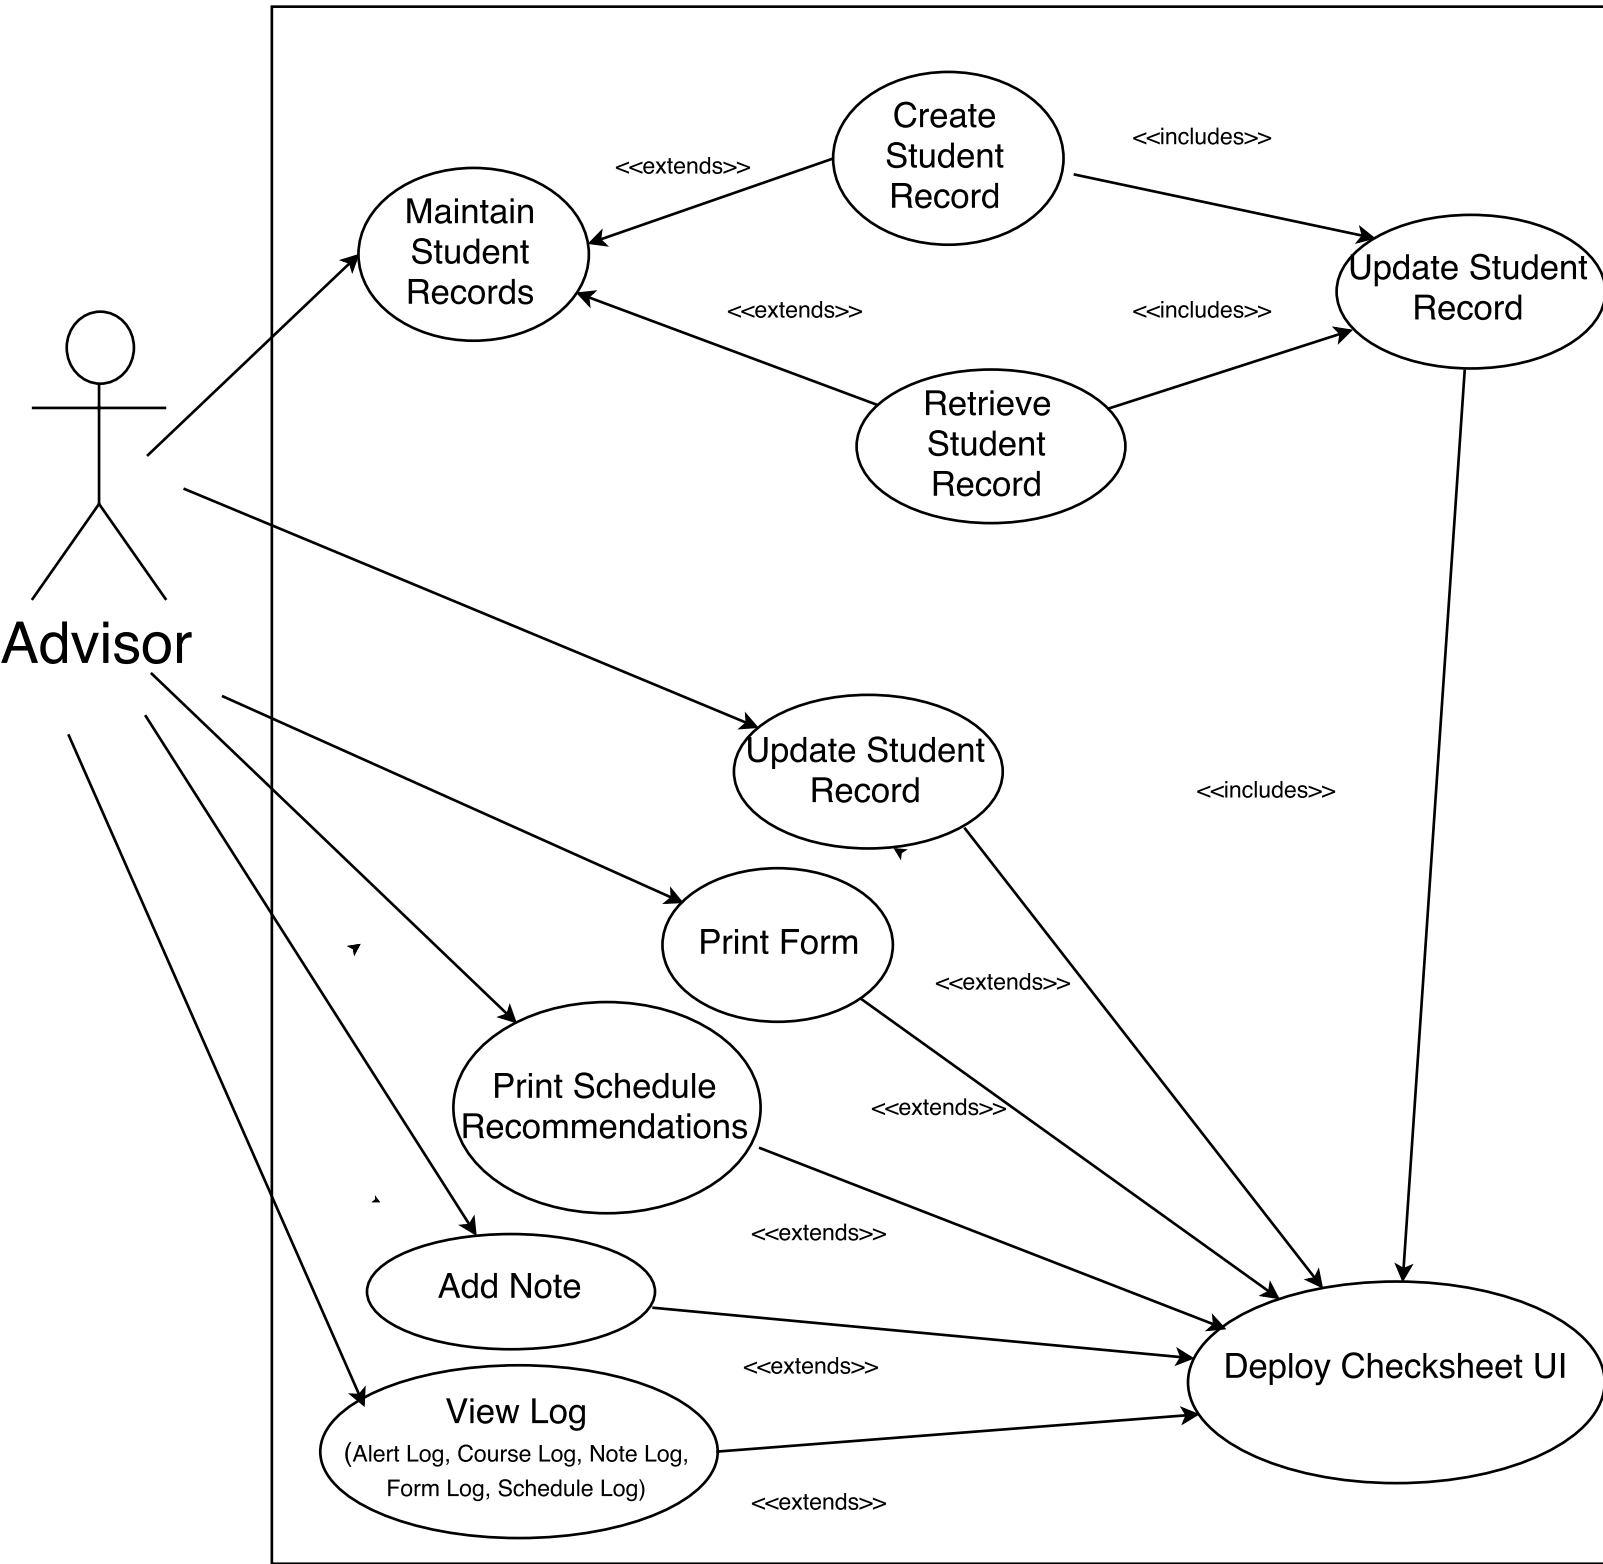 Create
Student
Record
<<includes>>
<<extends>>
Maintain
Student
Records
Update Student
Record
<<extends>>
<<includes>>
Retrieve
Student
Record
Advisor
Update Student
Record
<<includes>>
Print Form
<<extends>>
Print Schedule
Recommendations
<<extends>>
<<extends>>
Add Note
<<extends>>
Deploy Checksheet UI
View Log
(Alert Log, Course Log, Note Log,
Form Log, Schedule Log)
<<extends>>